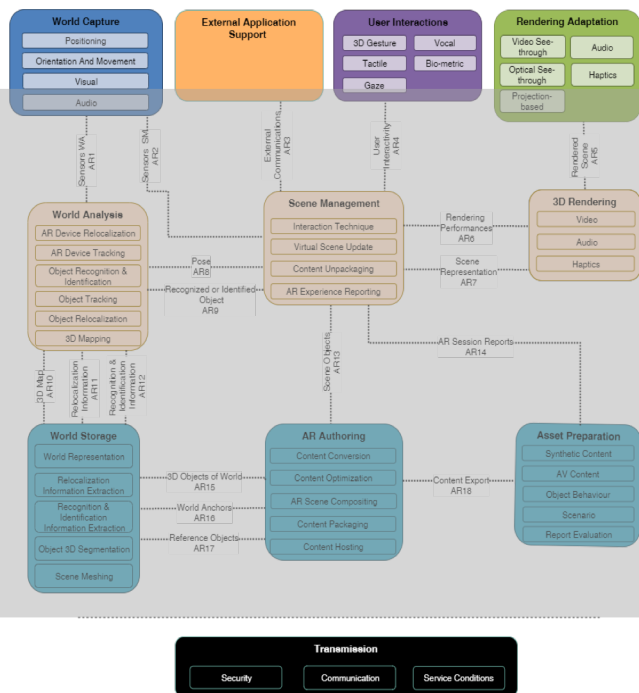 World Capture
Positioning
Orientation And Movement
Visual
Audio
External Application
Support
User Interactions
3D Gesture
Vocal
Tactile
Bio-metric
Gaze
Rendering Adaptation
Video See-
through
Audio
Optical See-
through
Haptics
Projection-
based
Sensors WA
AR1
Sensors SM
AR2
External
Communications
AR3
User
Interactivity
AR4
Rendered
Scene
AR5
World Analysis
AR Device Relocalization
AR Device Tracking
Object Recognition &
Identification
Object Tracking
Object Relocalization
3D Mapping
Pose
AR8
Recognized or Identified
Object
AR9
Scene Management
Interaction Technique
Virtual Scene Update
Content Unpackaging
AR Experience Reporting
Rendering
Performances
AR6
Scene
Representation
AR7
3D Rendering
Video
Audio
Haptics
3D Map
AR10
Relocalization
Information
AR11
Recognition &
Identification
Information
AR12
Scene Objects
AR13
AR Session Reports
AR14
World Storage
World Representation
Relocalization
Information Extraction
Recognition &
Identification
Information Extraction
Object 3D Segmentation
Scene Meshing
3D Objects of World
AR15
World Anchors
AR16
Reference Objects
AR17
AR Authoring
Content Conversion
Content Optimization
AR Scene Compositing
Content Packaging
Content Hosting
Content Export
AR18
Asset Preparation
Synthetic Content
AV Content
Object Behaviour
Scenario
Report Evaluation
Transmission
Security
Communication
Service Conditions